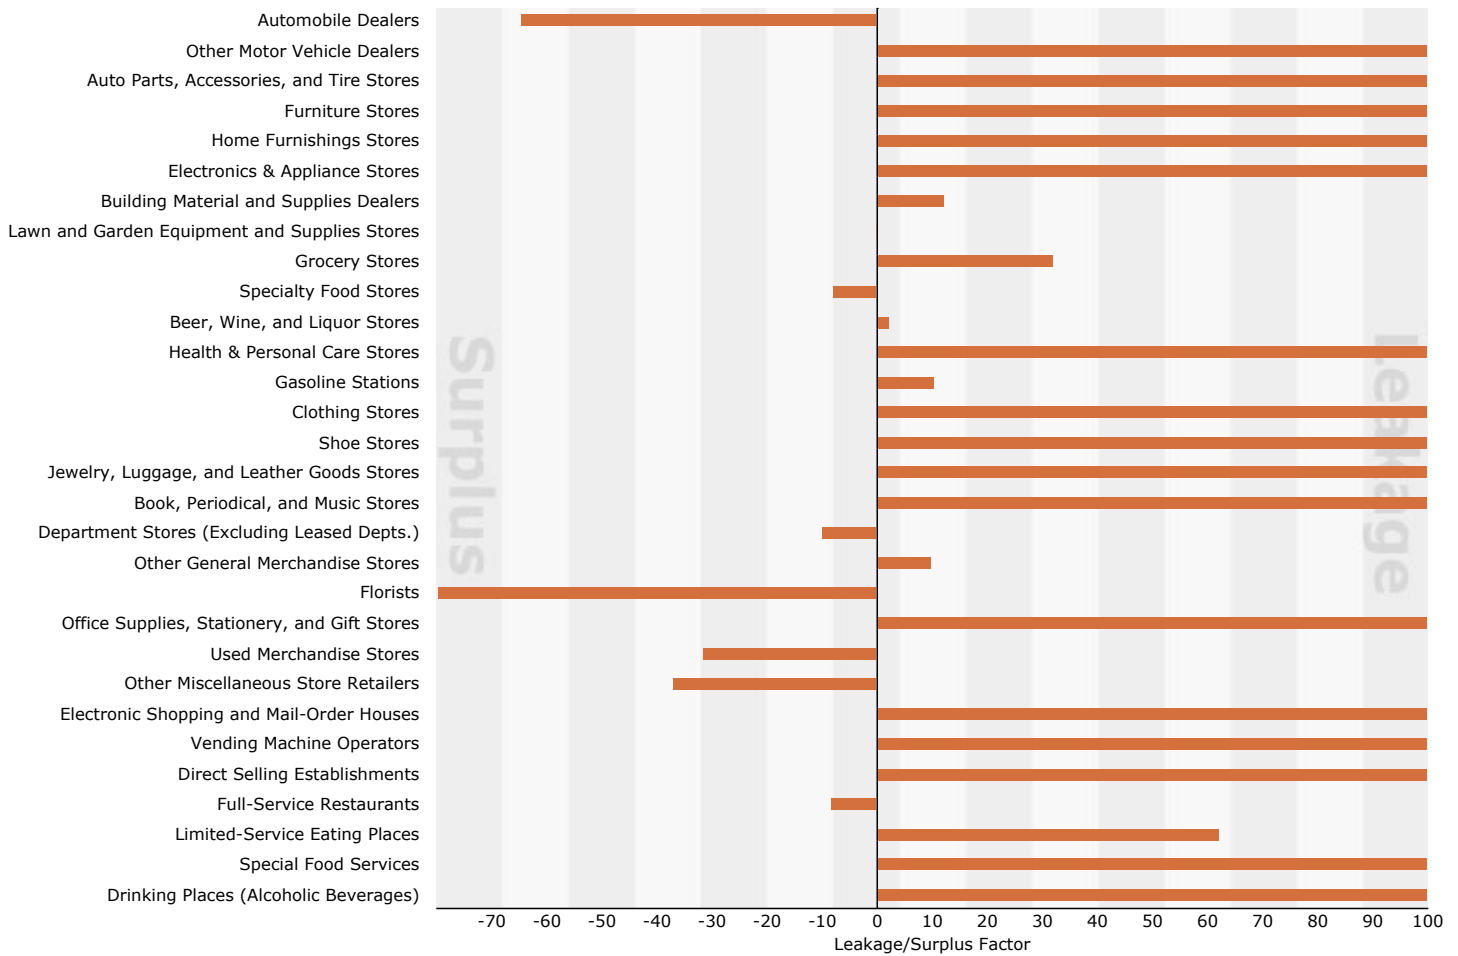 Automobile Dealers
Other Motor Vehicle Dealers
Auto Parts, Accessories, and Tire Stores
Furniture Stores
Home Furnishings Stores
Electronics & Appliance Stores
Building Material and Supplies Dealers
Lawn and Garden Equipment and Supplies Stores
Grocery Stores
Specialty Food Stores
Beer, Wine, and Liquor Stores
Health & Personal Care Stores
Gasoline Stations
Clothing Stores
Shoe Stores
Jewelry, Luggage, and Leather Goods Stores
Book, Periodical, and Music Stores
Department Stores (Excluding Leased Depts.)
Other General Merchandise Stores
Florists
Office Supplies, Stationery, and Gift Stores
Used Merchandise Stores
Other Miscellaneous Store Retailers
Electronic Shopping and Mail-Order Houses
Vending Machine Operators
Direct Selling Establishments
Full-Service Restaurants
Limited-Service Eating Places
Special Food Services
Drinking Places (Alcoholic Beverages)
Surplus
Leakage
-70 -60 -50 -40 -30 -20 -10 0 10 20 30 40 50 60 70 80 90 100
Leakage/Surplus Factor